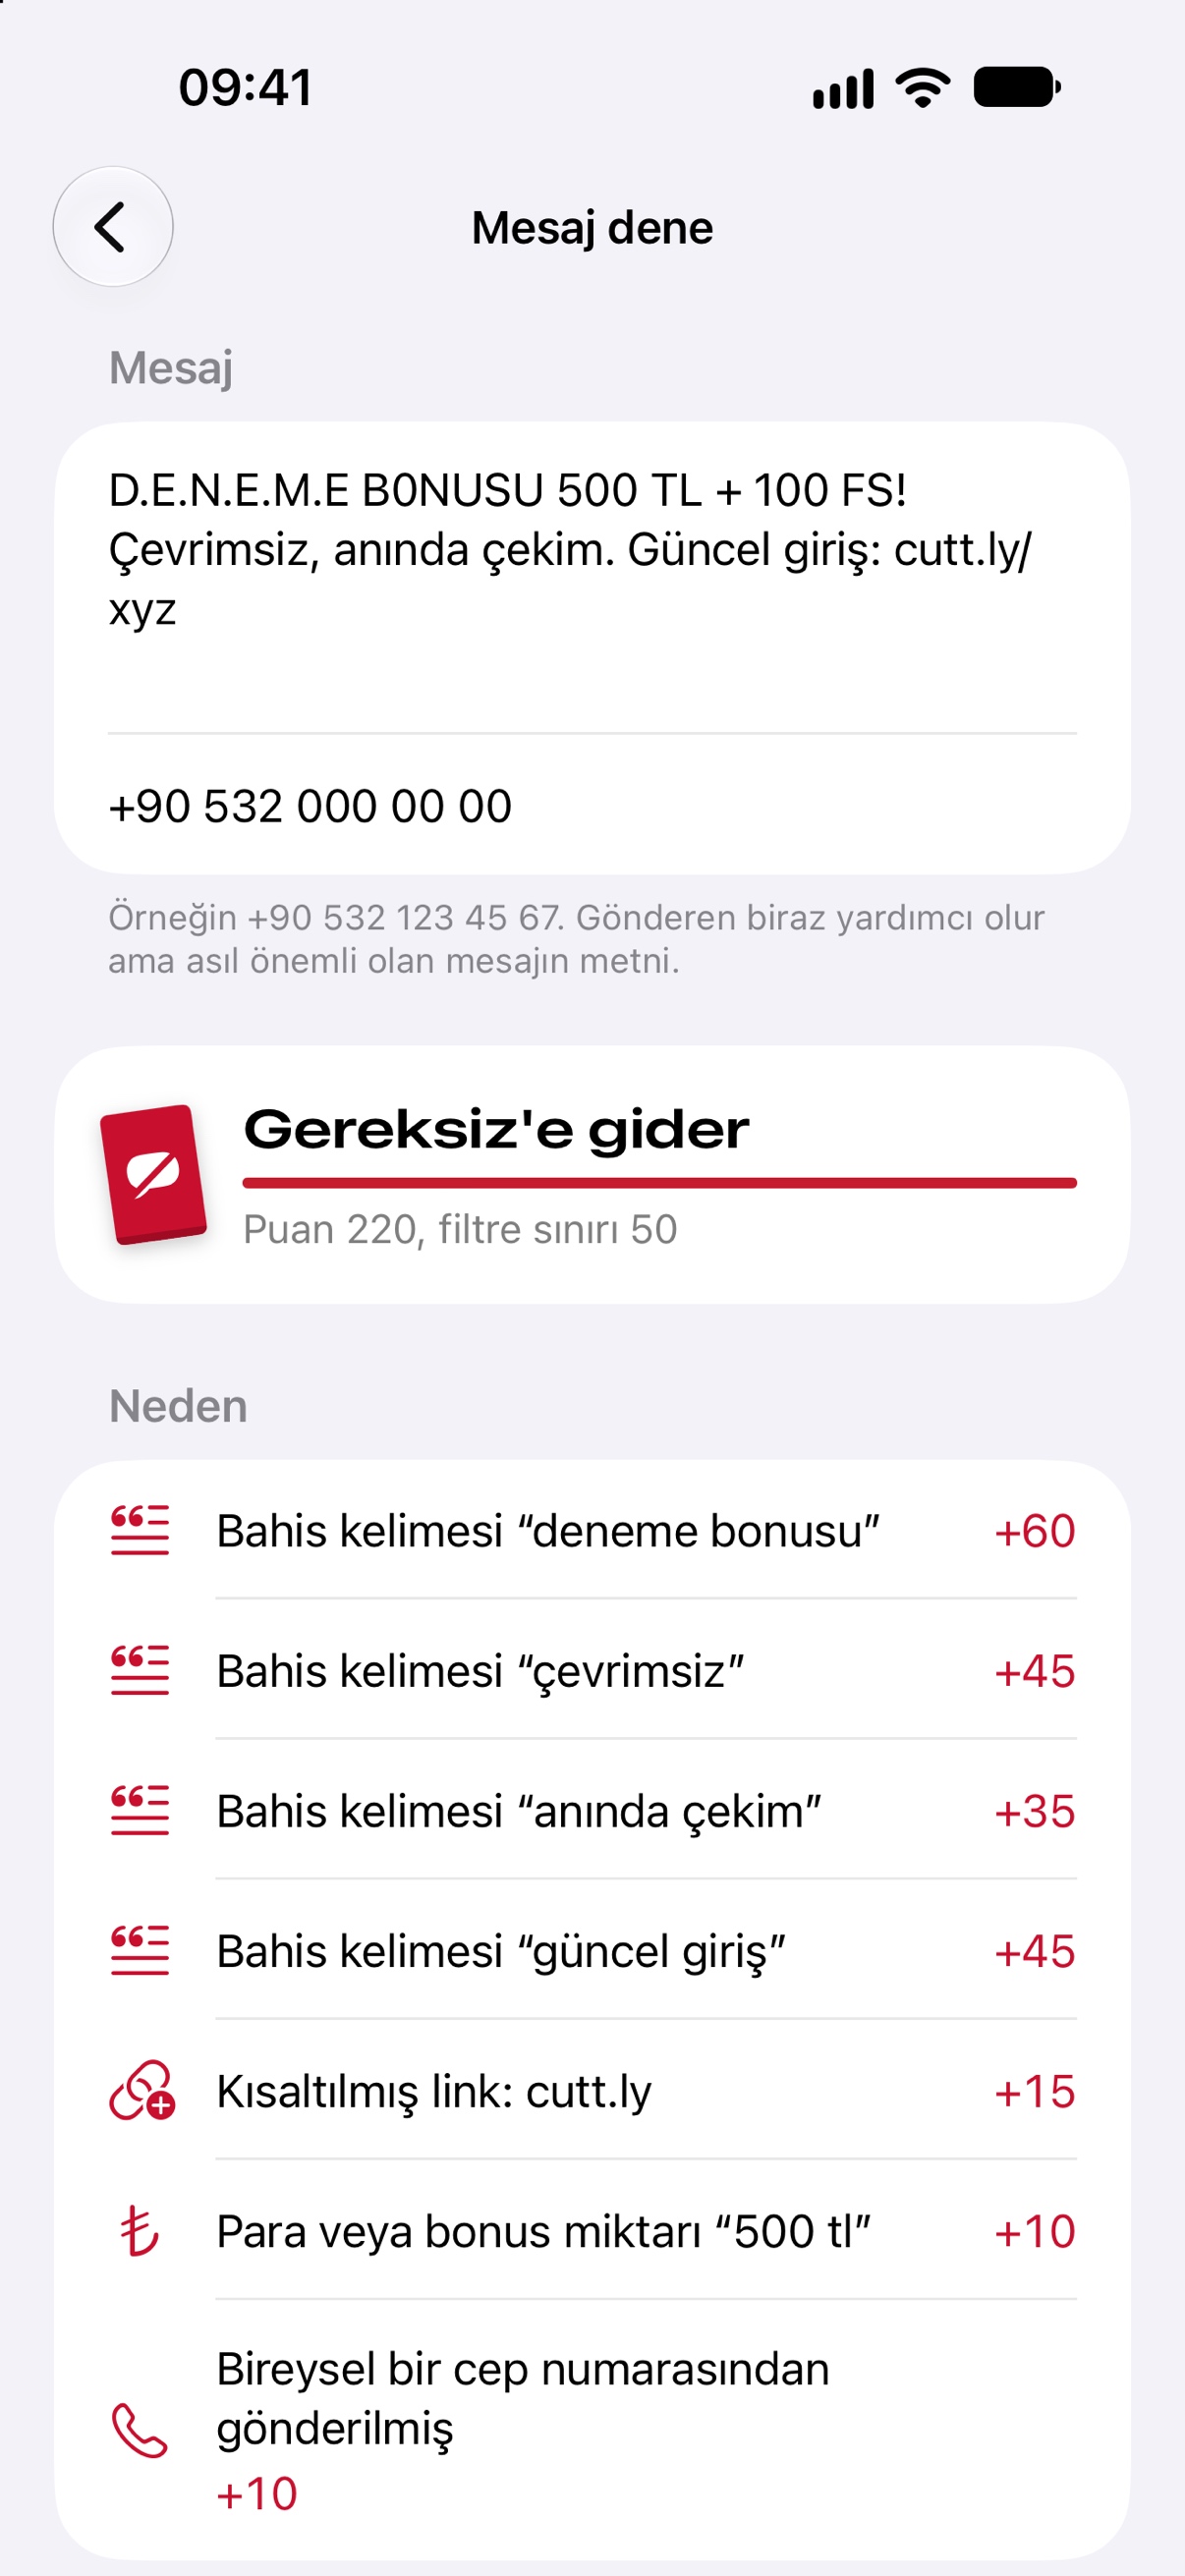 09:41
Mesaj dene
Mesaj
D.E.N.E.M.E B0NUSU 500 TL + 100 FS!
Çevrimsiz, anında çekim. Güncel giriş: cutt.ly/
xyz
+90 532 000 00 00
Örneğin +90 532 123 45 67. Gönderen biraz yardımcı olur
ama asıl önemli olan mesajın metni.
Gereksiz'e gider
Puan 220, filtre sınırı 50
Neden
Bahis kelimesi “deneme bonusu” +60
Bahis kelimesi “çevrimsiz” +45
Bahis kelimesi “anında çekim” +35
Bahis kelimesi “güncel giriş” +45
Kısaltılmış link: cutt.ly +15
Para veya bonus miktarı “500 tl” +10
Bireysel bir cep numarasından
gönderilmiş
+10